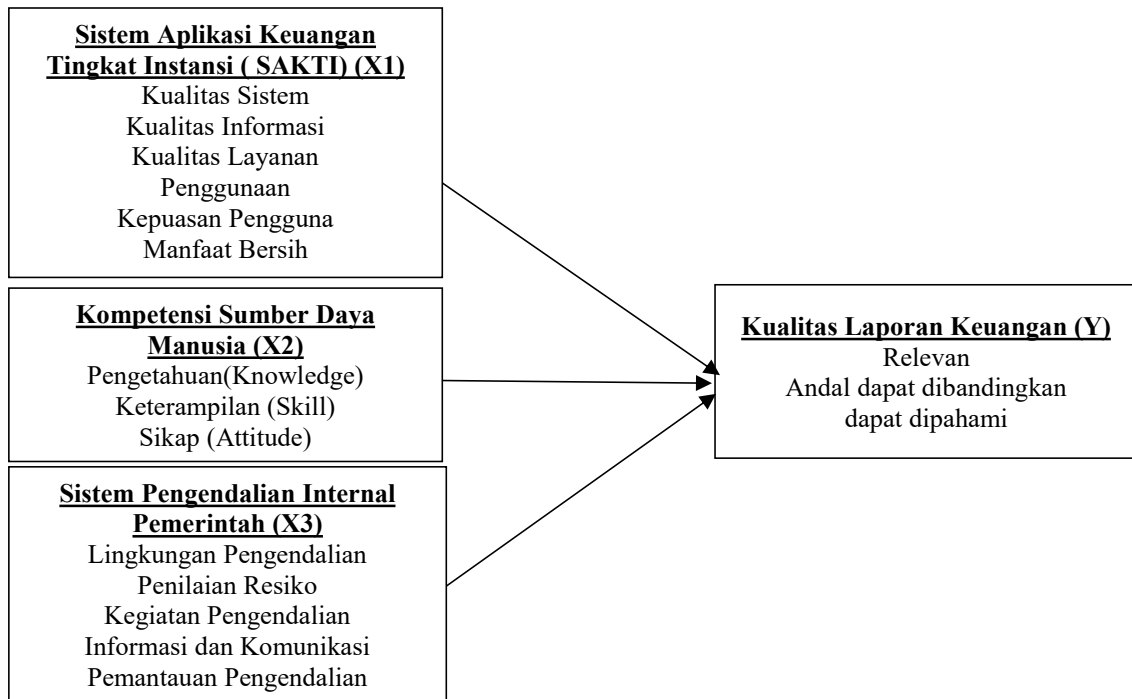 Sistem Aplikasi Keuangan
Tingkat Instansi ( SAKTI) (X1)
Kualitas Sistem
Kualitas Informasi
Kualitas Layanan
Penggunaan
Kepuasan Pengguna
Manfaat Bersih
Kompetensi Sumber Daya
Manusia (X2)
Pengetahuan(Knowledge)
Keterampilan (Skill)
Sikap (Attitude)
Sistem Pengendalian Internal
Pemerintah (X3)
Lingkungan Pengendalian
Penilaian Resiko
Kegiatan Pengendalian
Informasi dan Komunikasi
Pemantauan Pengendalian
Kualitas Laporan Keuangan (Y)
Relevan
Andal dapat dibandingkan
dapat dipahami